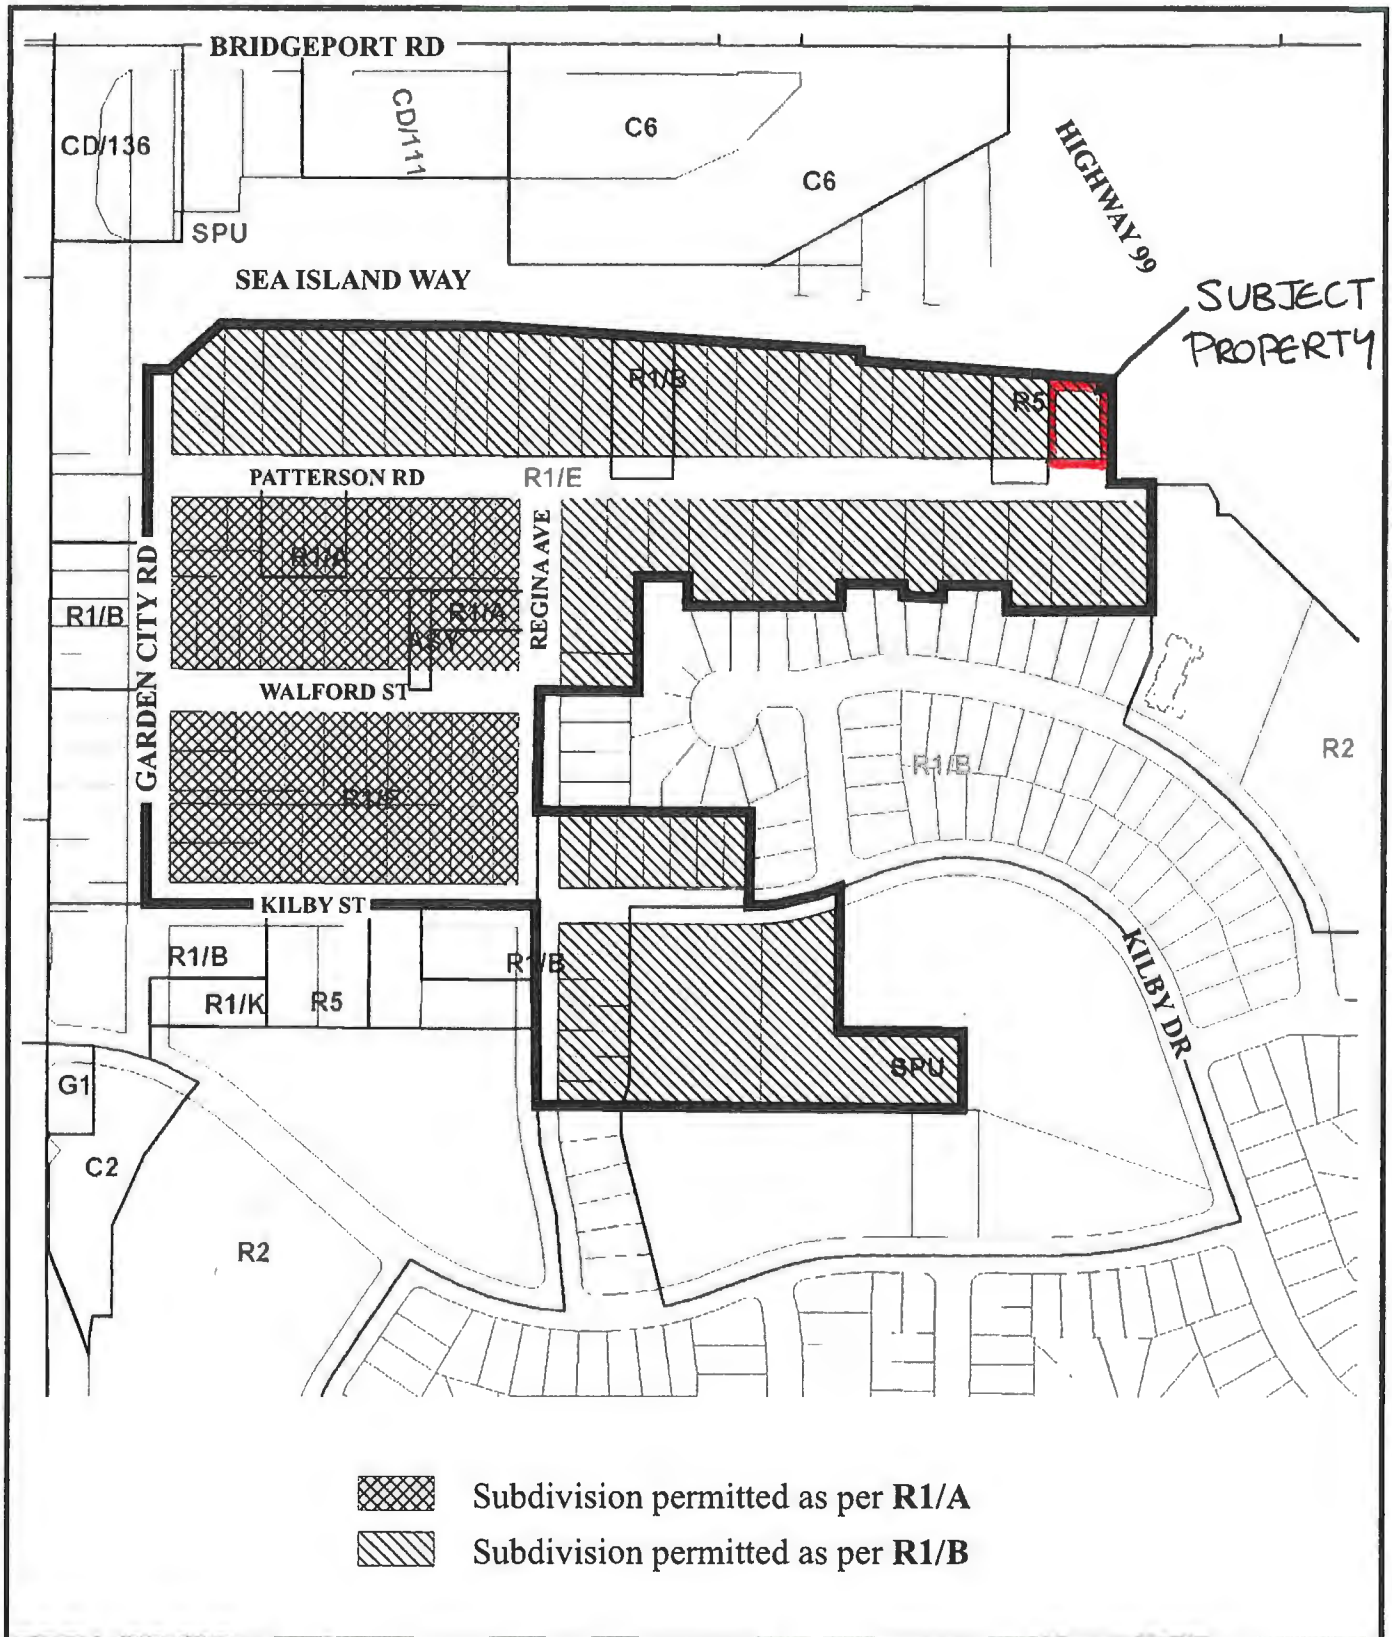 BRIDGEPORT RD
CD/136
CD/111
C6
C6
HIGHWAY 99
SPU
SEA ISLAND WAY
SUBJECT
PROPERTY
R1/B
R5
PATTERSON RD
R1/E
R1/A
REGINA AVE
GARDEN CITY RD
R1/B
R1/A
WALFORD ST
R1/B
R2
R1/E
KILBY ST
R1/B
R1/B
KILBY DR
R1/K
R5
SPU
G1
C2
R2
Subdivision permitted as per R1/A
Subdivision permitted as per R1/B